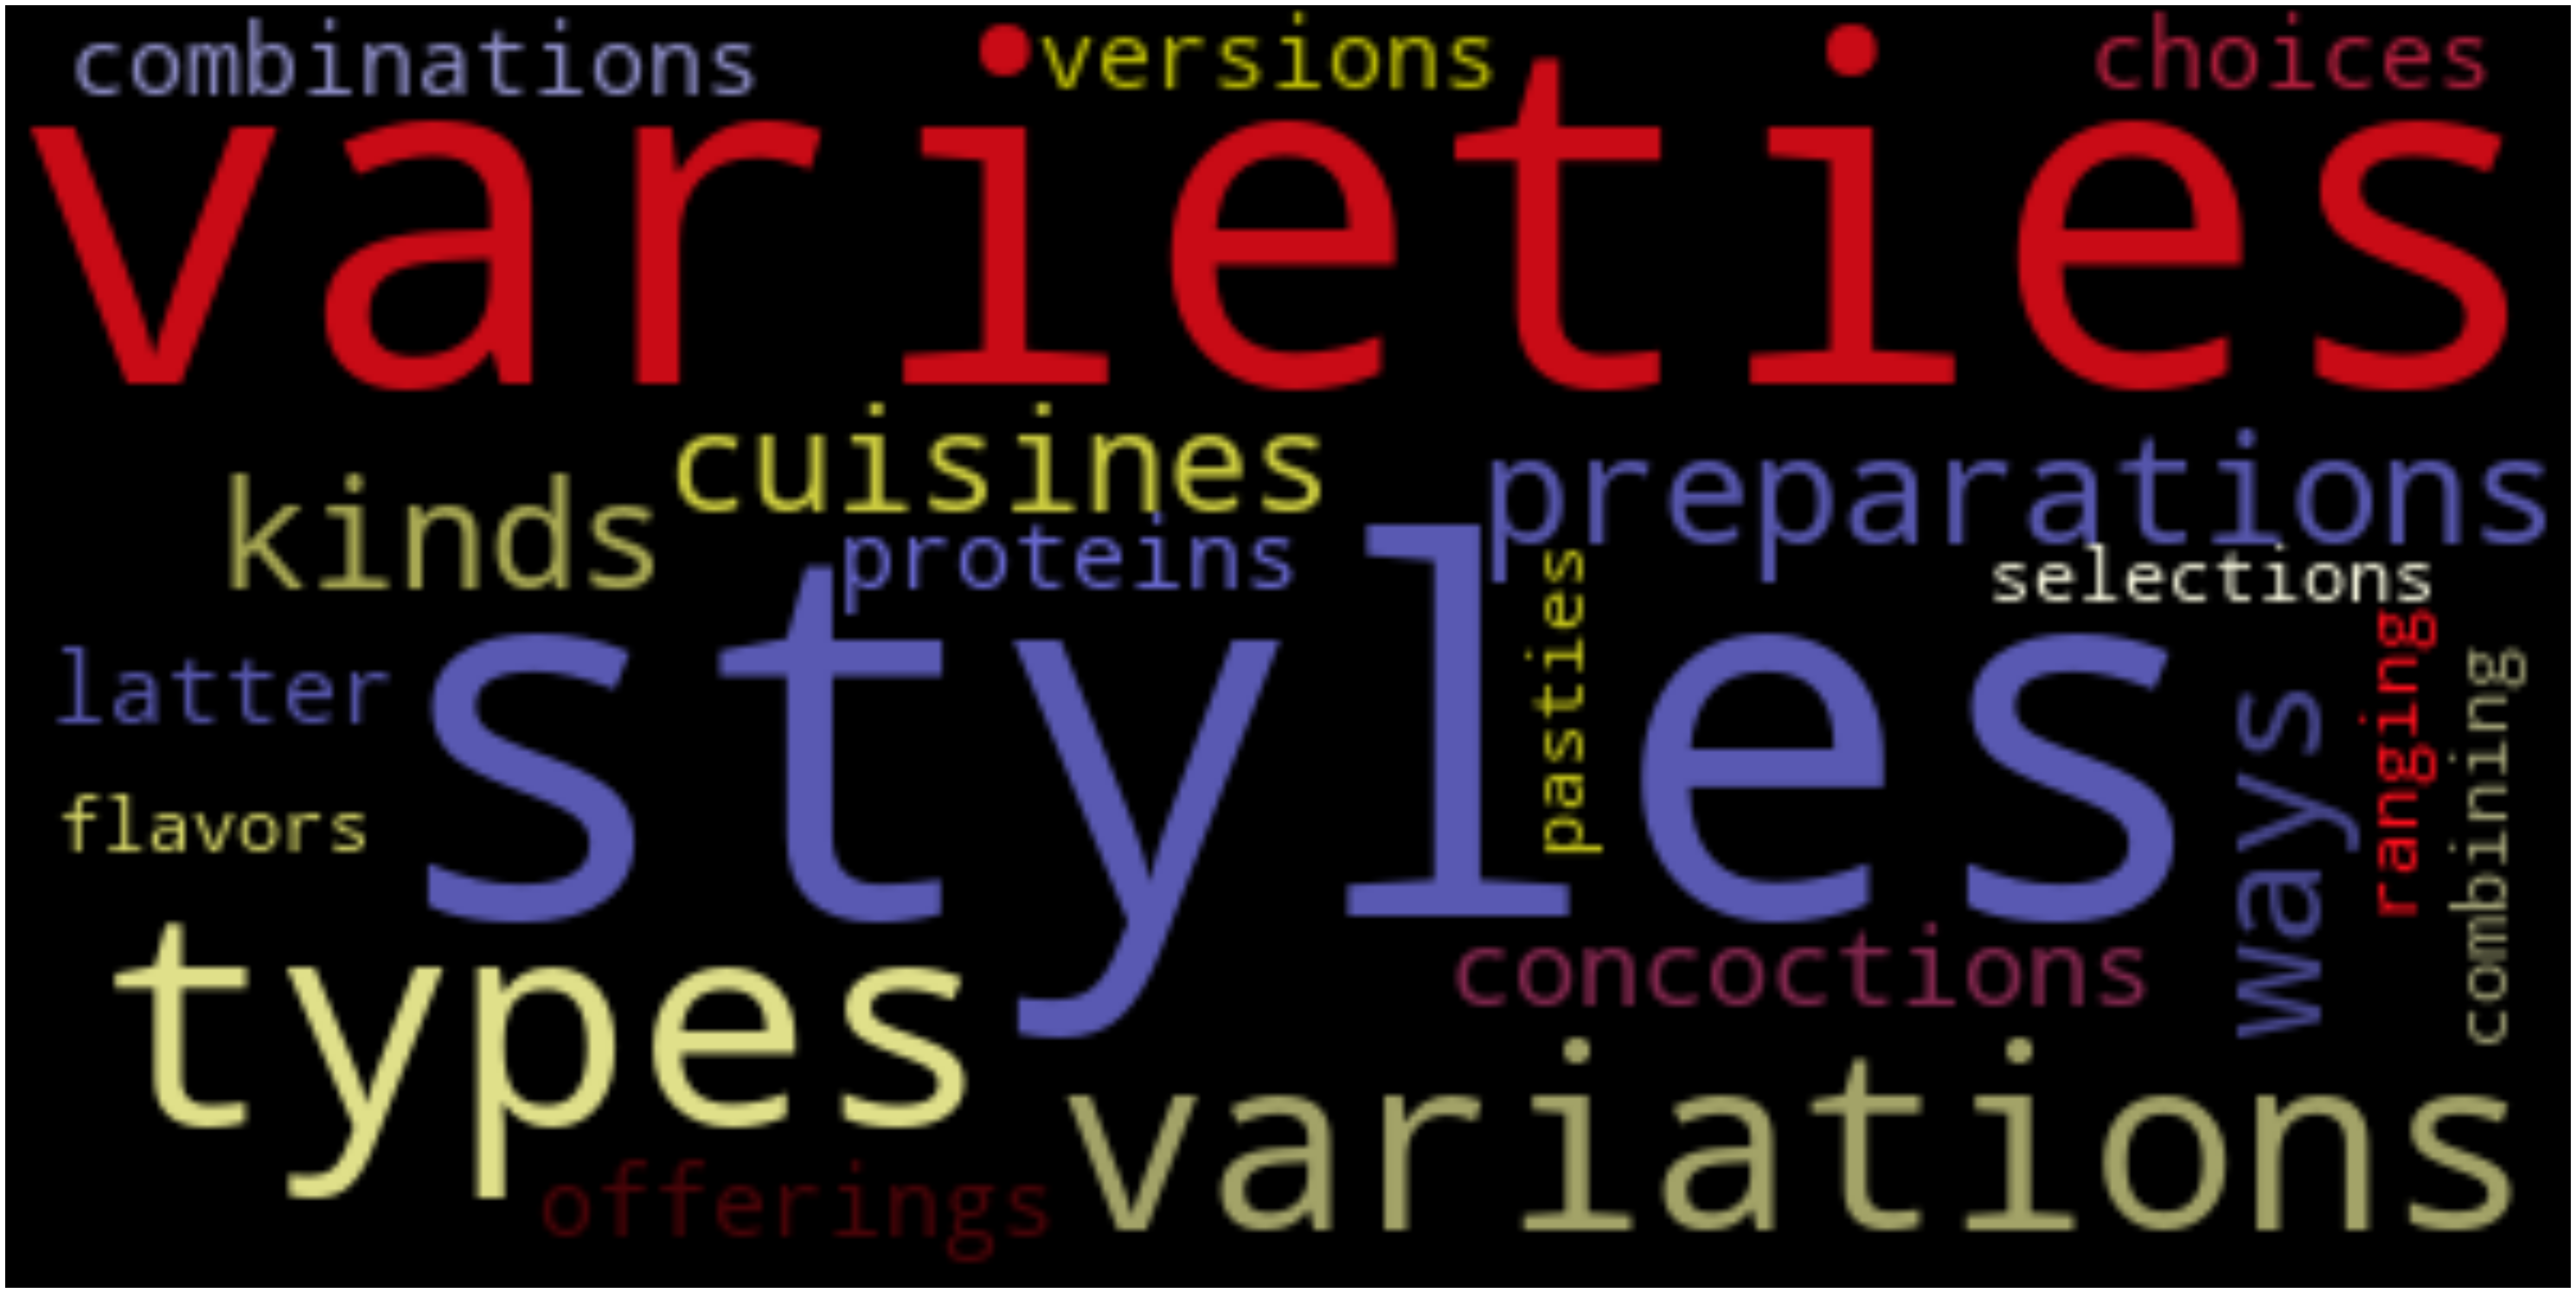 combinations
versions
choices
varieties
cuisines
preparations
kinds
proteins
selections
pasties
styles
latter
ranging
combining
ways
flavors
types
concoctions
variations
offerings